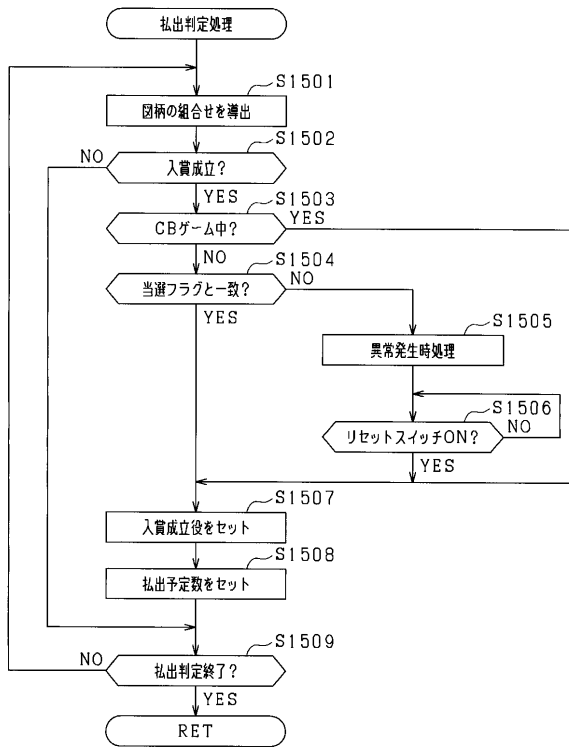 払出判定処理
S1501
図柄の組合せを導出
S1502
入賞成立?
NO
YES
S1503
CBゲーム中?
YES
NO
S1504
当選フラグと一致?
NO
YES
S1505
異常発生時処理
S1506
リセットスイッチON?
NO
YES
S1507
入賞成立役をセット
S1508
払出予定数をセット
S1509
払出判定終了?
NO
YES
RET